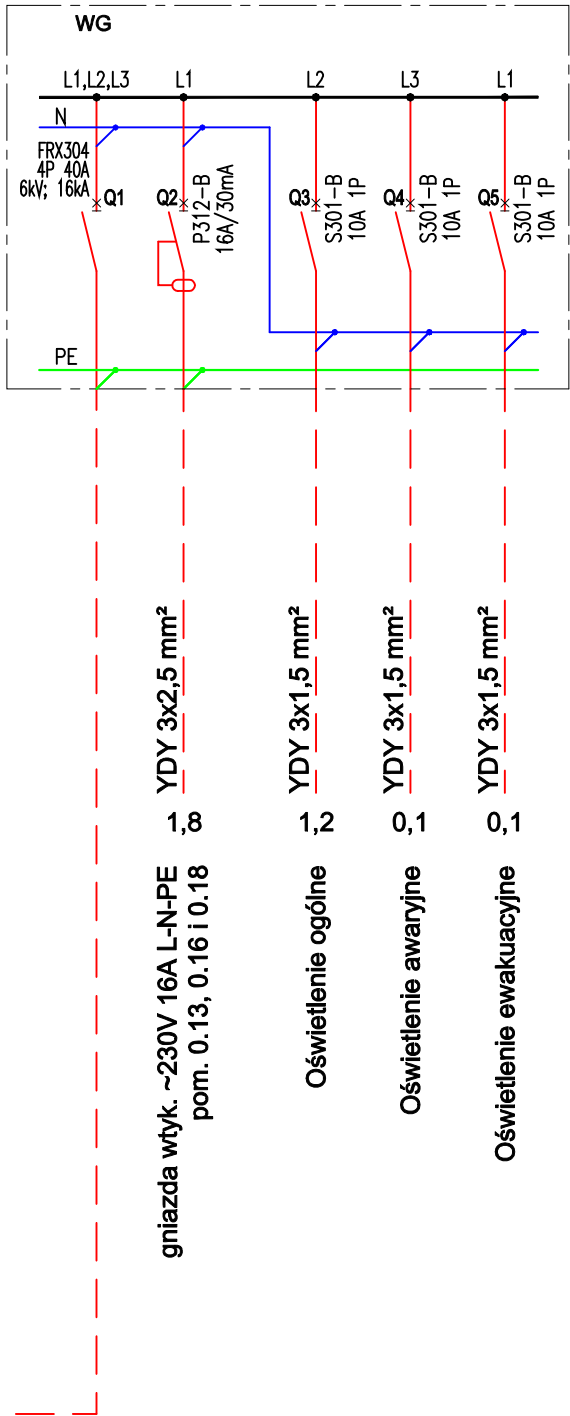 WG
L1,L2,L3
L1
L2
L3
L1
N
FRX304
4P 40A
6kV; 16kA
Q1
Q2
P312-B
16A/30mA
Q3
S301-B
10A 1P
Q4
S301-B
10A 1P
Q5
S301-B
10A 1P
PE
YDY 3x2,5 mm²
YDY 3x1,5 mm²
YDY 3x1,5 mm²
YDY 3x1,5 mm²
1,8
1,2
0,1
0,1
gniazda wtyk. ~230V 16A L-N-PE
pom. 0.13, 0.16 i 0.18
Oświetlenie ogólne
Oświetlenie awaryjne
Oświetlenie ewakuacyjne